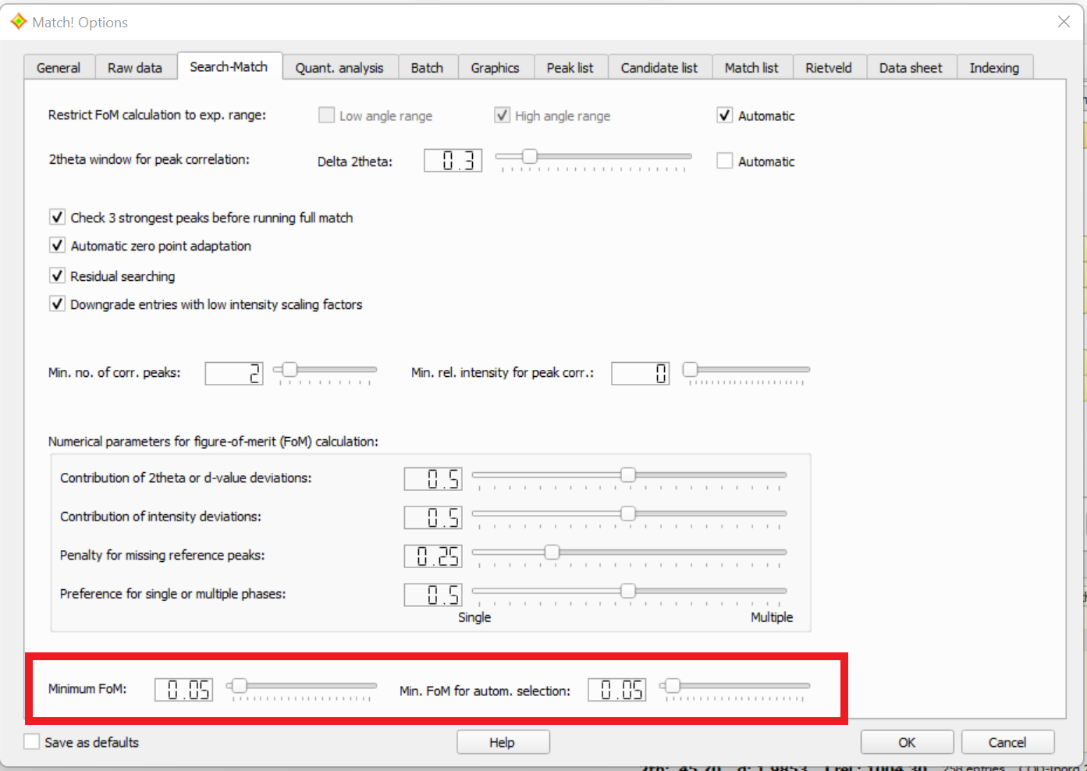 Match! Options
General Raw data Search-Match Quant. analysis Batch Graphics Peak list Candidate list Match list Rietveld Data sheet Indexing
Restrict FoM calculation to exp. range: Low angle range High angle range Automatic
2theta window for peak correlation: Delta 2theta: 0.3 Automatic
Check 3 strongest peaks before running full match
Automatic zero point adaptation
Residual searching
Downgrade entries with low intensity scaling factors
Min. no. of corr. peaks: 2 Min. rel. intensity for peak corr.: 0
Numerical parameters for figure-of-merit (FoM) calculation:
Contribution of 2theta or d-value deviations: 0.5
Contribution of intensity deviations: 0.5
Penalty for missing reference peaks: 0.25
Preference for single or multiple phases: 0.5
Single Multiple
Minimum FoM: 0.05 Min. FoM for autom. selection: 0.05
Save as defaults Help OK Cancel